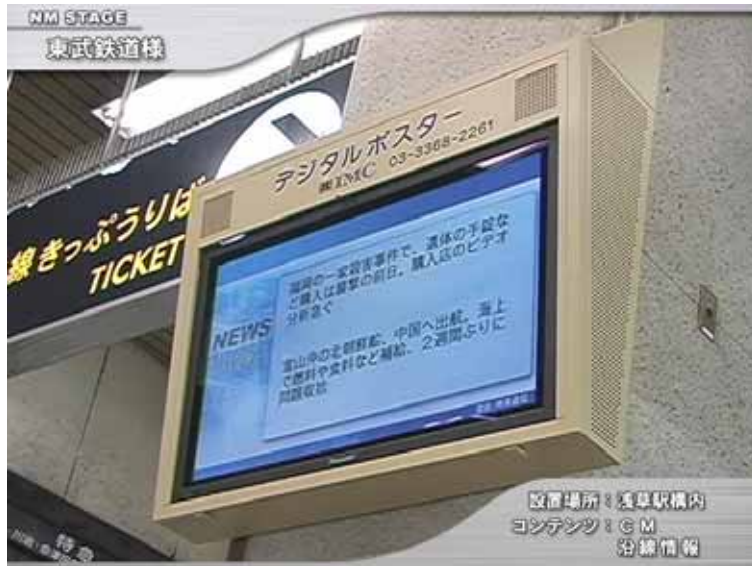 NM STAGE
東武鉄道様
デジタルポスター
㈱IMC 03-3368-2261
線きっぷうりば
TICKET
NEWS
福岡の一家殺害事件で、遺体の手錠な
ど購入は襲撃の前日。購入店のビデオ
分析急ぐ
富山沖の北朝鮮船、中国へ出航。海上
で燃料や食料など補給、2週間ぶりに
問題収拾
特急
設置場所：浅草駅構内
コンテンツ：CM
沿線情報